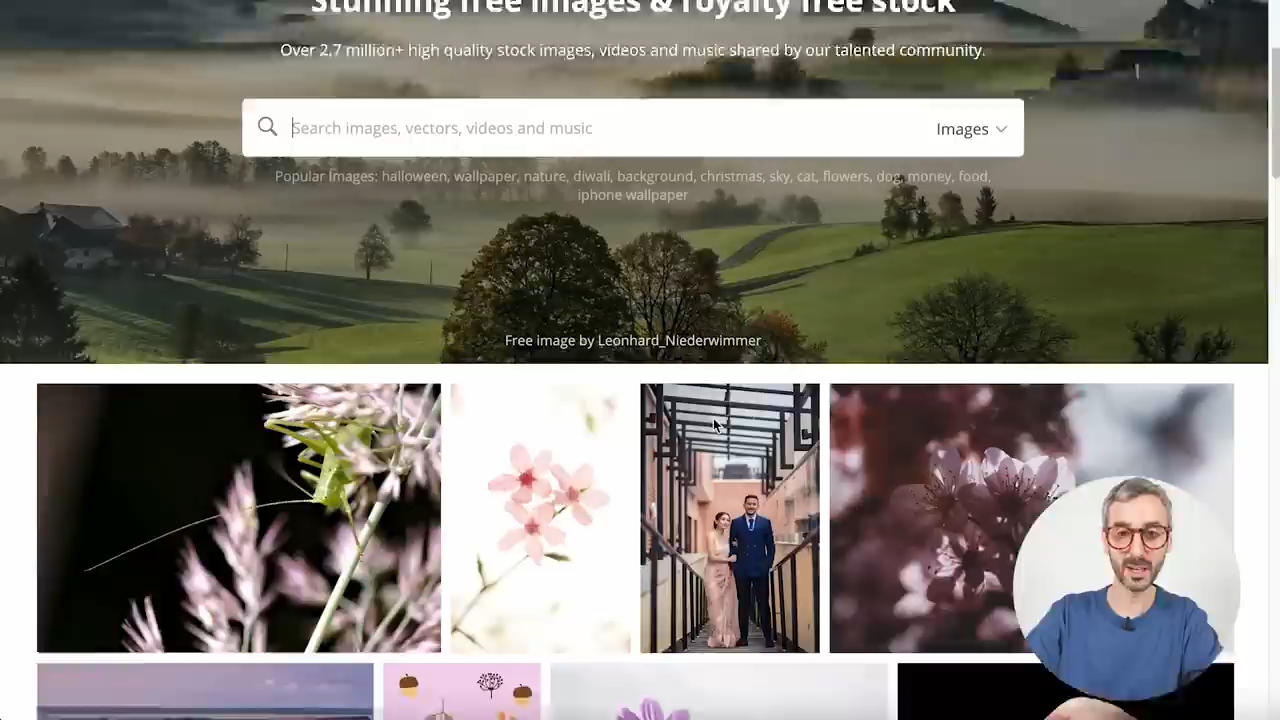 Stunning free images & royalty free stock
Over 2.7 million+ high quality stock images, videos and music shared by our talented community.
Search images, vectors, videos and music
Images
Popular Images: halloween, wallpaper, nature, diwali, background, christmas, sky, cat, flowers, dog, money, food,
iphone wallpaper
Free image by Leonhard_Niederwimmer